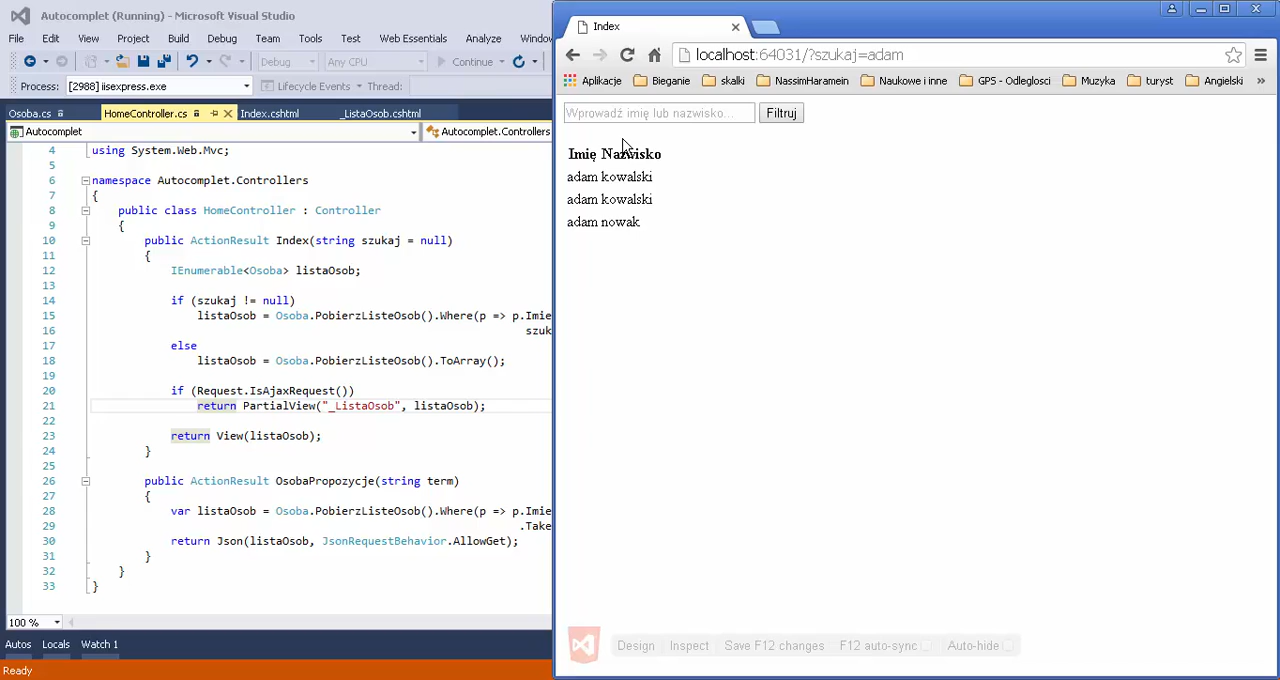 Autocomplet (Running) - Microsoft Visual Studio
File Edit View Project Build Debug Team Tools Test Web Essentials Analyze Window
Debug Any CPU Continue
Process: [2988] iisexpress.exe Lifecycle Events Thread:
Osoba.cs HomeController.cs Index.cshtml _ListaOsob.cshtml
Autocomplet Autocomplet.Controllers
4 using System.Web.Mvc;
5
6 namespace Autocomplet.Controllers
7 {
8 public class HomeController : Controller
9 {
10 public ActionResult Index(string szukaj = null)
11 {
12 IEnumerable<Osoba> listaOsob;
13
14 if (szukaj != null)
15 listaOsob = Osoba.PobierzListeOsob().Where(p => p.Imie
16 szuk
17 else
18 listaOsob = Osoba.PobierzListeOsob().ToArray();
19
20 if (Request.IsAjaxRequest())
21 return PartialView("_ListaOsob", listaOsob);
22
23 return View(listaOsob);
24 }
25
26 public ActionResult OsobaPropozycje(string term)
27 {
28 var listaOsob = Osoba.PobierzListeOsob().Where(p => p.Imie
29 .Take
30 return Json(listaOsob, JsonRequestBehavior.AllowGet);
31 }
32 }
33 }
100 %
Autos Locals Watch 1
Ready
Index
localhost:64031/?szukaj=adam
Aplikacje Bieganie skalki NassimHaramein Naukowe i inne GPS - Odleglosci Muzyka turyst Angielski »
Wprowadź imię lub nazwisko... Filtruj
Imię Nazwisko
adam kowalski
adam kowalski
adam nowak
Design Inspect Save F12 changes F12 auto-sync Auto-hide